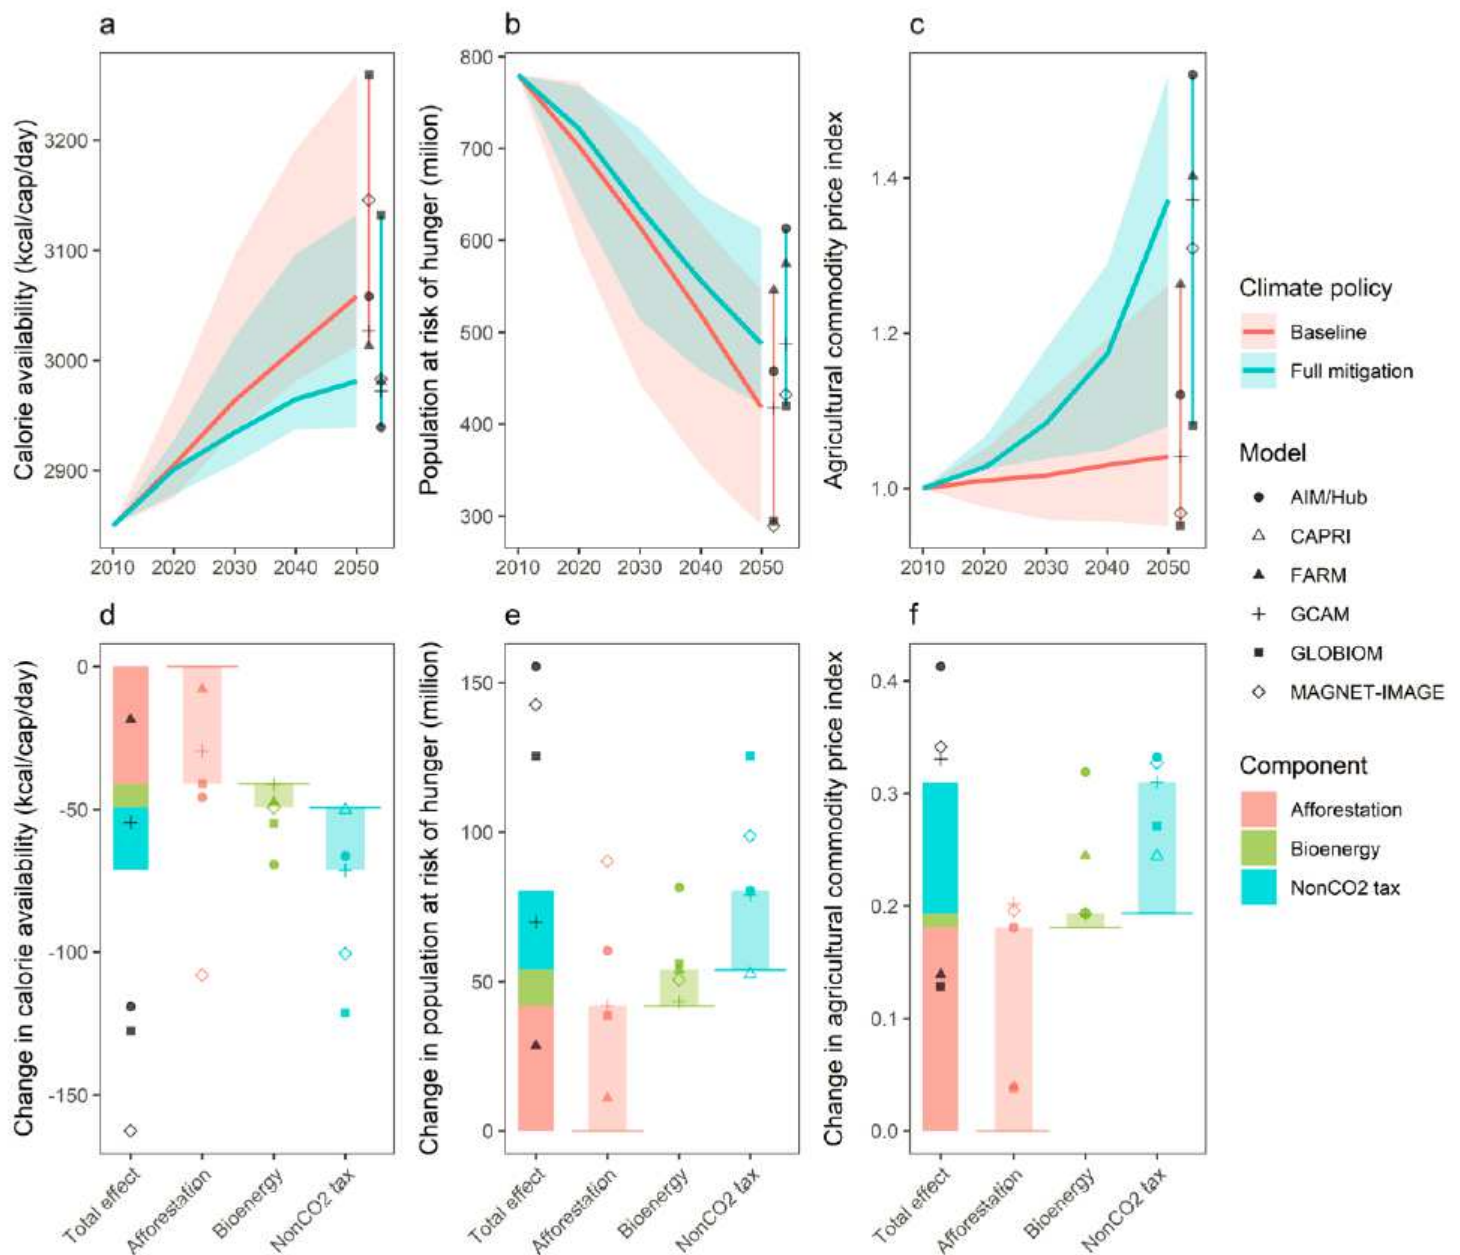 a
Calorie availability (kcal/cap/day)
3200
3100
3000
2900
2010 2020 2030 2040 2050
b
Population at risk of hunger (milion)
800
700
600
500
400
300
2010 2020 2030 2040 2050
c
Agricultural commodity price index
1.4
1.2
1.0
2010 2020 2030 2040 2050
Climate policy
Baseline
Full mitigation
Model
AIM/Hub
CAPRI
FARM
GCAM
GLOBIOM
MAGNET-IMAGE
Component
Afforestation
Bioenergy
NonCO2 tax
d
Change in calorie availability (kcal/cap/day)
0
-50
-100
-150
Total effect
Afforestation
Bioenergy
NonCO2 tax
e
Change in population at risk of hunger (million)
150
100
50
0
Total effect
Afforestation
Bioenergy
NonCO2 tax
f
Change in agricultural commodity price index
0.4
0.3
0.2
0.1
0.0
Total effect
Afforestation
Bioenergy
NonCO2 tax